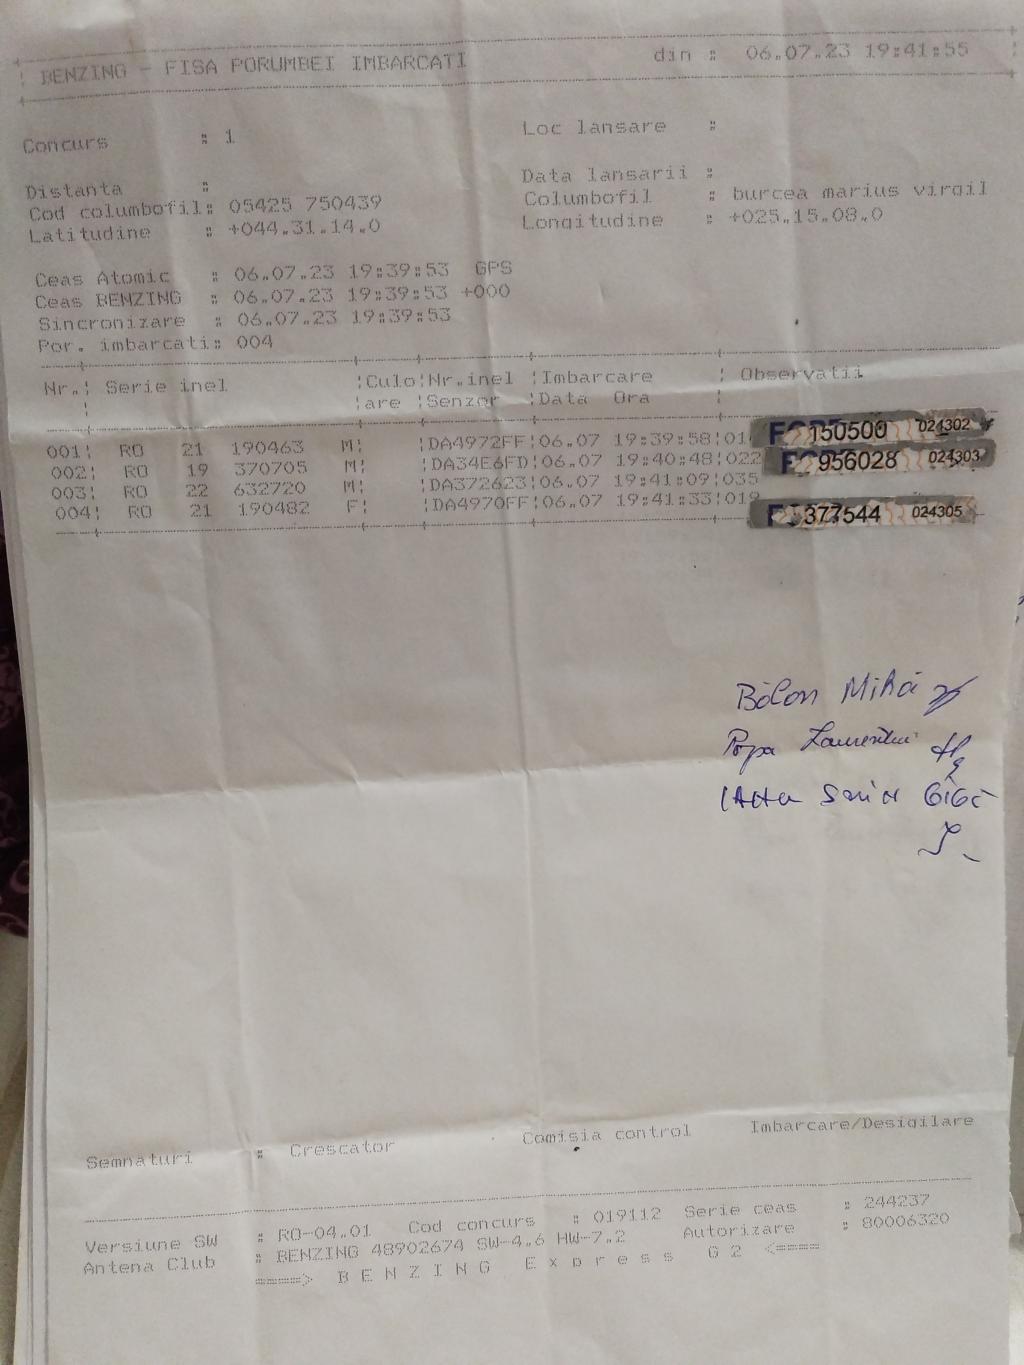 BENZING - FISA PORUMBEI IMBARCATI din : 06.07.23 19:41:55
Concurs : 1 Loc lansare :
Distanta : Data lansarii :
Cod columbofil: 05425 750439 Columbofil : burcea marius virgil
Latitudine : +044.31.14.0 Longitudine : +025.15.08.0
Ceas Atomic : 06.07.23 19:39:53 GPS
Ceas BENZING : 06.07.23 19:39:53 +000
Sincronizare : 06.07.23 19:39:53
Por. imbarcati: 004
Nr.¦ Serie inel ¦Culo¦Nr.inel ¦Imbarcare ¦ Observatii
¦ ¦are ¦Senzor ¦Data Ora ¦
001¦ RO 21 190463 M¦ ¦DA4972FF¦06.07 19:39:58¦01 150500 024302
002¦ RO 19 370705 M¦ ¦DA34E6FD¦06.07 19:40:48¦022 956028 024303
003¦ RO 22 632720 M¦ ¦DA372623¦06.07 19:41:09¦035
004¦ RO 21 190482 F¦ ¦DA4970FF¦06.07 19:41:33¦019 377544 024305
Popa
Semnaturi : Crescator Comisia control Imbarcare/Desigilare
Versiune SW : RO-04.01 Cod concurs : 019112 Serie ceas : 244237
Antena Club : BENZING 48902674 SW-4.6 HW-7.2 Autorizare : 80006320
====> B E N Z I N G E x p r e s s G 2 <====